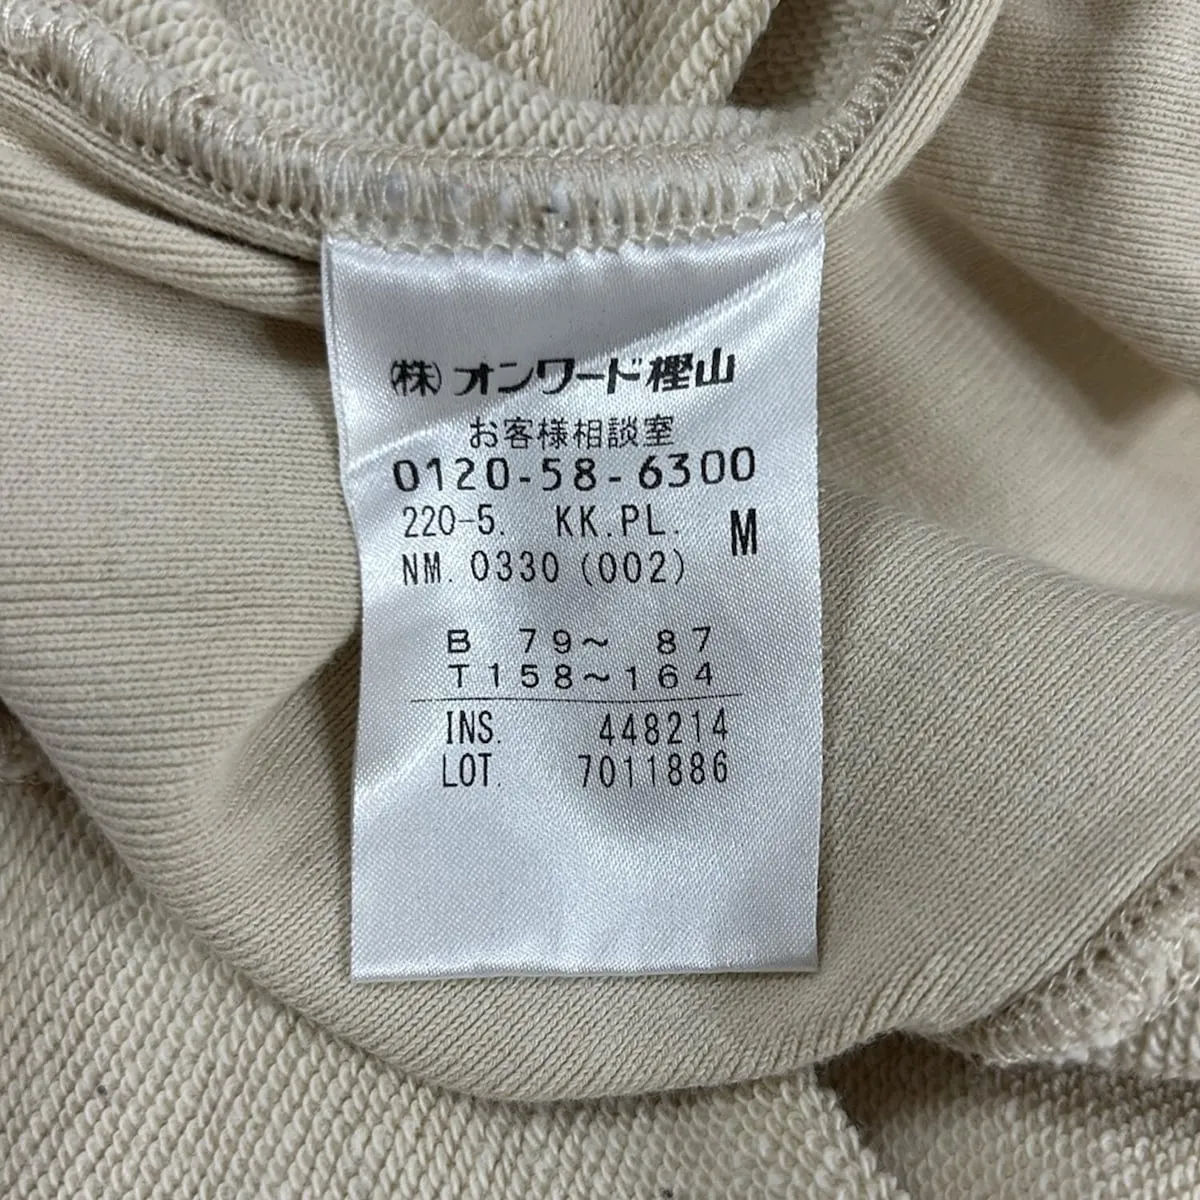 (株)オンワード樫山
お客様相談室
0120-58-6300
220-5. KK.PL. M
NM. 0330 (002)
B 79~ 87
T158~164
INS. 448214
LOT. 7011886